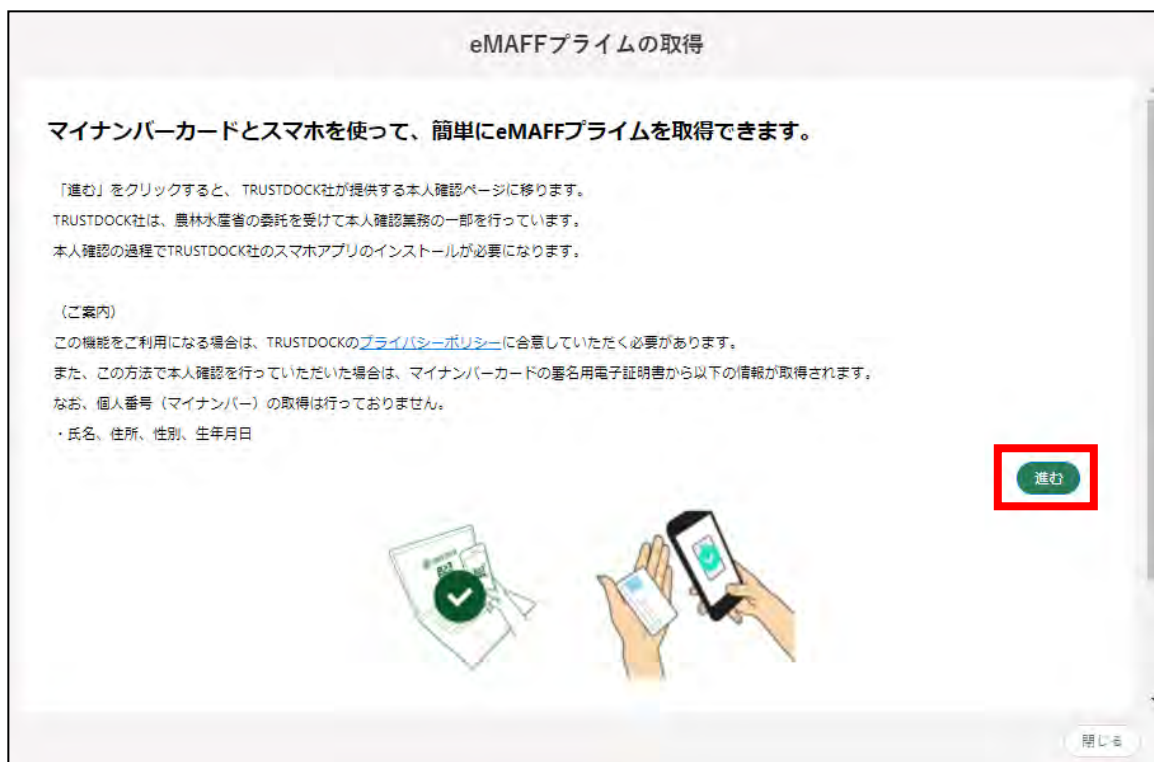 eMAFFプライムの取得
マイナンバーカードとスマホを使って、簡単にeMAFFプライムを取得できます。
「進む」をクリックすると、TRUSTDOCK社が提供する本人確認ページに移ります。
TRUSTDOCK社は、農林水産省の委託を受けて本人確認業務の一部を行っています。
本人確認の過程でTRUSTDOCK社のスマホアプリのインストールが必要になります。
（ご案内）
この機能をご利用になる場合は、TRUSTDOCKのプライバシーポリシーに合意していただく必要があります。
また、この方法で本人確認を行っていただいた場合は、マイナンバーカードの署名用電子証明書から以下の情報が取得されます。
なお、個人番号（マイナンバー）の取得は行っておりません。
・氏名、住所、性別、生年月日
進む
閉じる